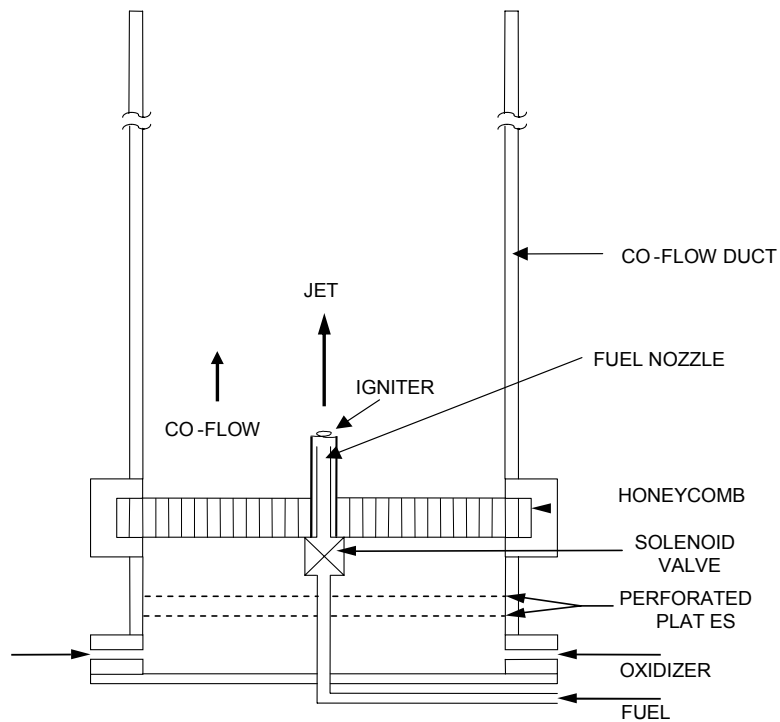 CO-FLOW DUCT
JET
FUEL NOZZLE
IGNITER
CO-FLOW
HONEYCOMB
SOLENOID
VALVE
PERFORATED
PLAT ES
OXIDIZER
FUEL